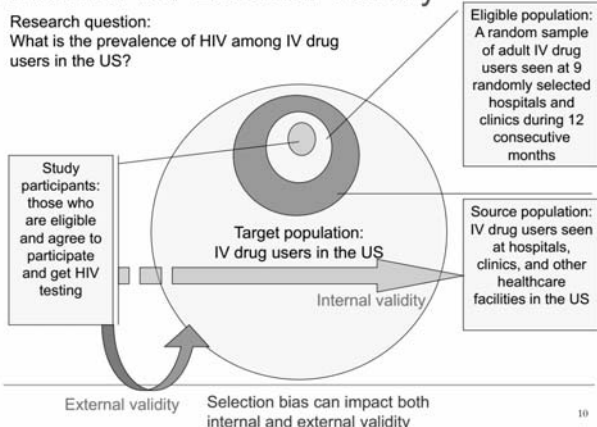 Research question:
What is the prevalence of HIV among IV drug
users in the US?
Eligible population:
A random sample
of adult IV drug
users seen at 9
randomly selected
hospitals and
clinics during 12
consecutive
months
Study
participants:
those who
are eligible
and agree to
participate
and get HIV
testing
Target population:
IV drug users in the US
Source population:
IV drug users seen
at hospitals,
clinics, and other
healthcare
facilities in the US
Internal validity
External validity
Selection bias can impact both
internal and external validity
10